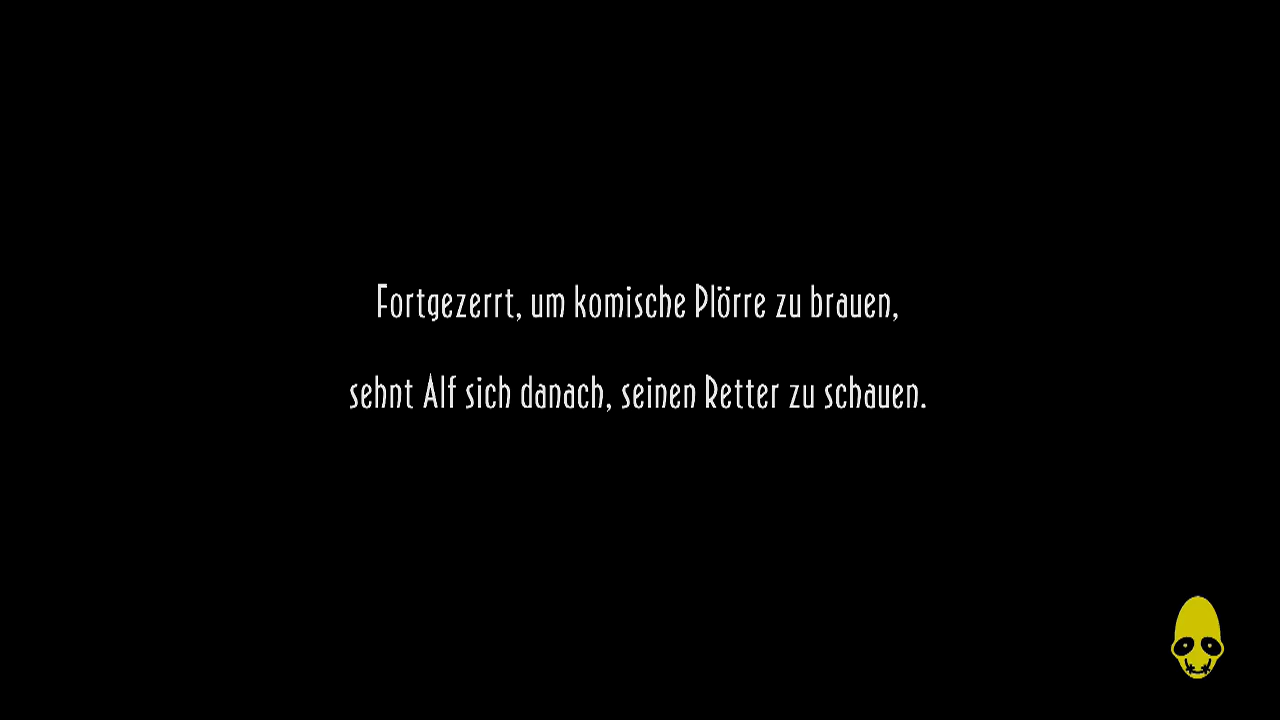 Fortgezerrt, um komische Plörre zu brauen,
sehnt Alf sich danach, seinen Retter zu schauen.